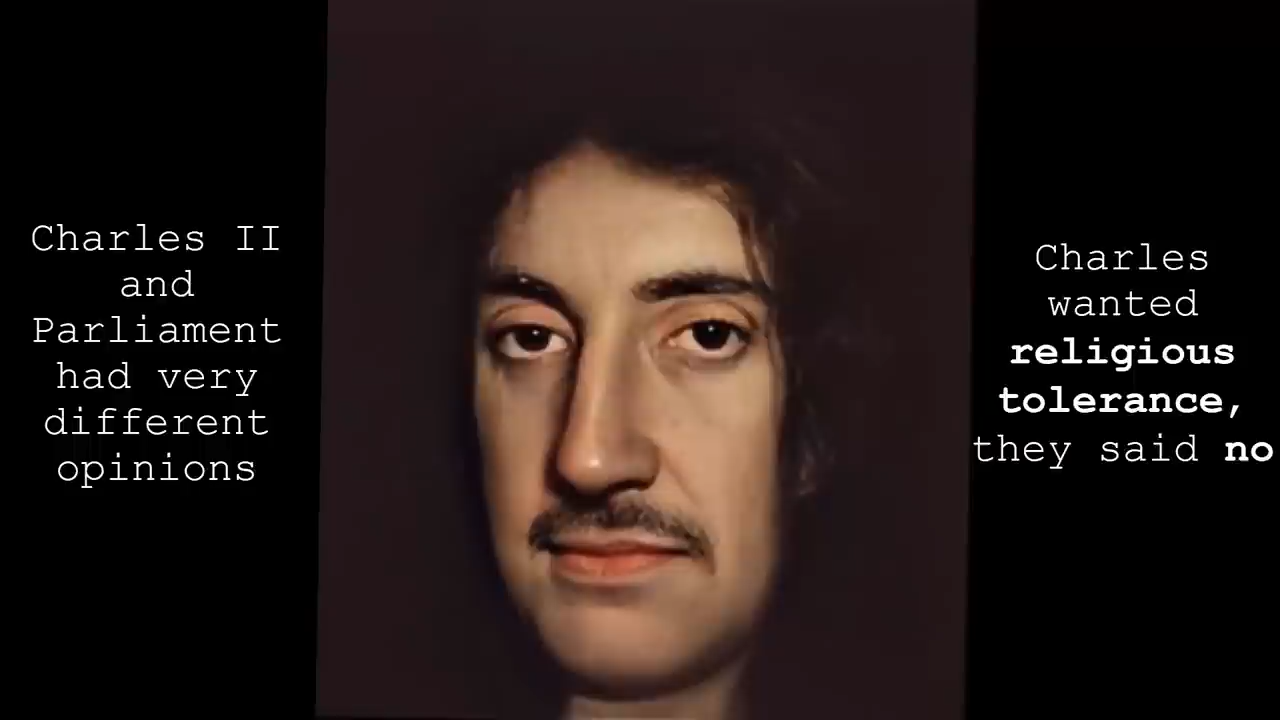 Charles II
and
Parliament
had very
different
opinions
Charles
wanted
religious
tolerance,
they said no